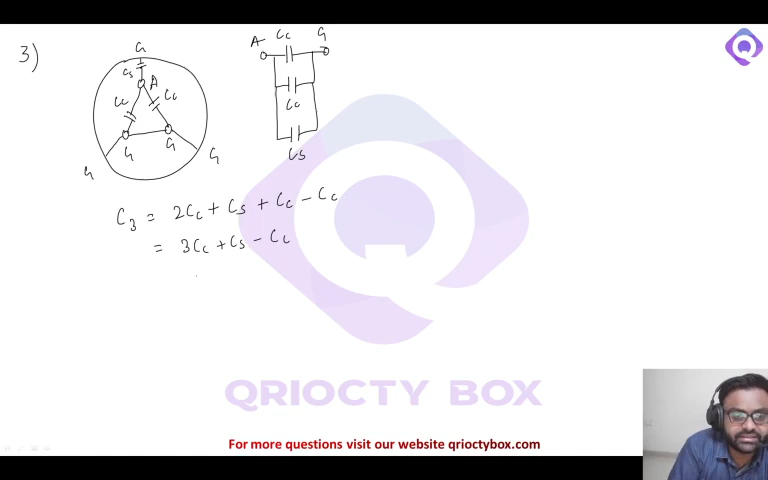 3)
G
Cs
A
Cc Cc
G G
G G
A Cc G
Cc
Cs
C3 = 2Cc + Cs + Cc - Cc
= 3Cc + Cs - Cc
QRIOCTY BOX
For more questions visit our website qrioctybox.com